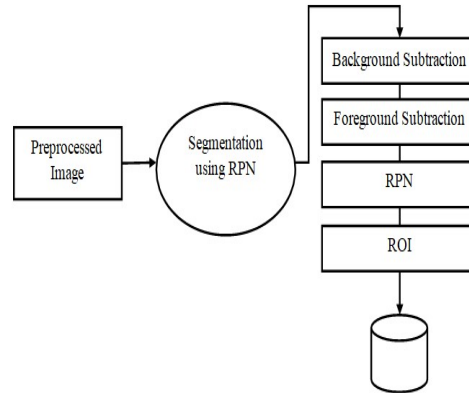 Preprocessed
Image
Segmentation
using RPN
Background Subtraction
Foreground Subtraction
RPN
ROI